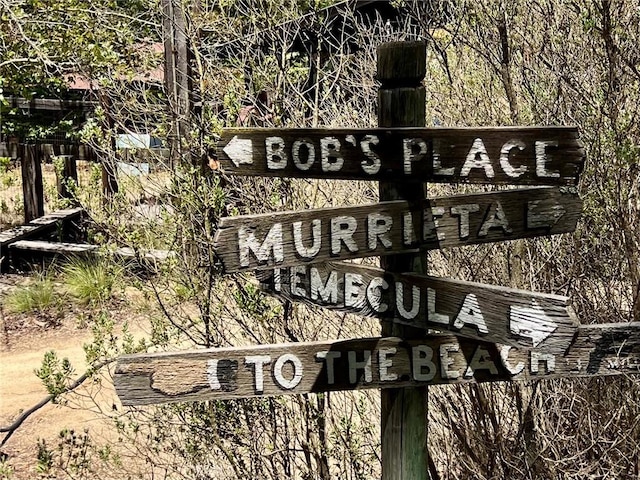 BOB'S PLACE
MURRIETA
TEMECULA
TO THE BEACH